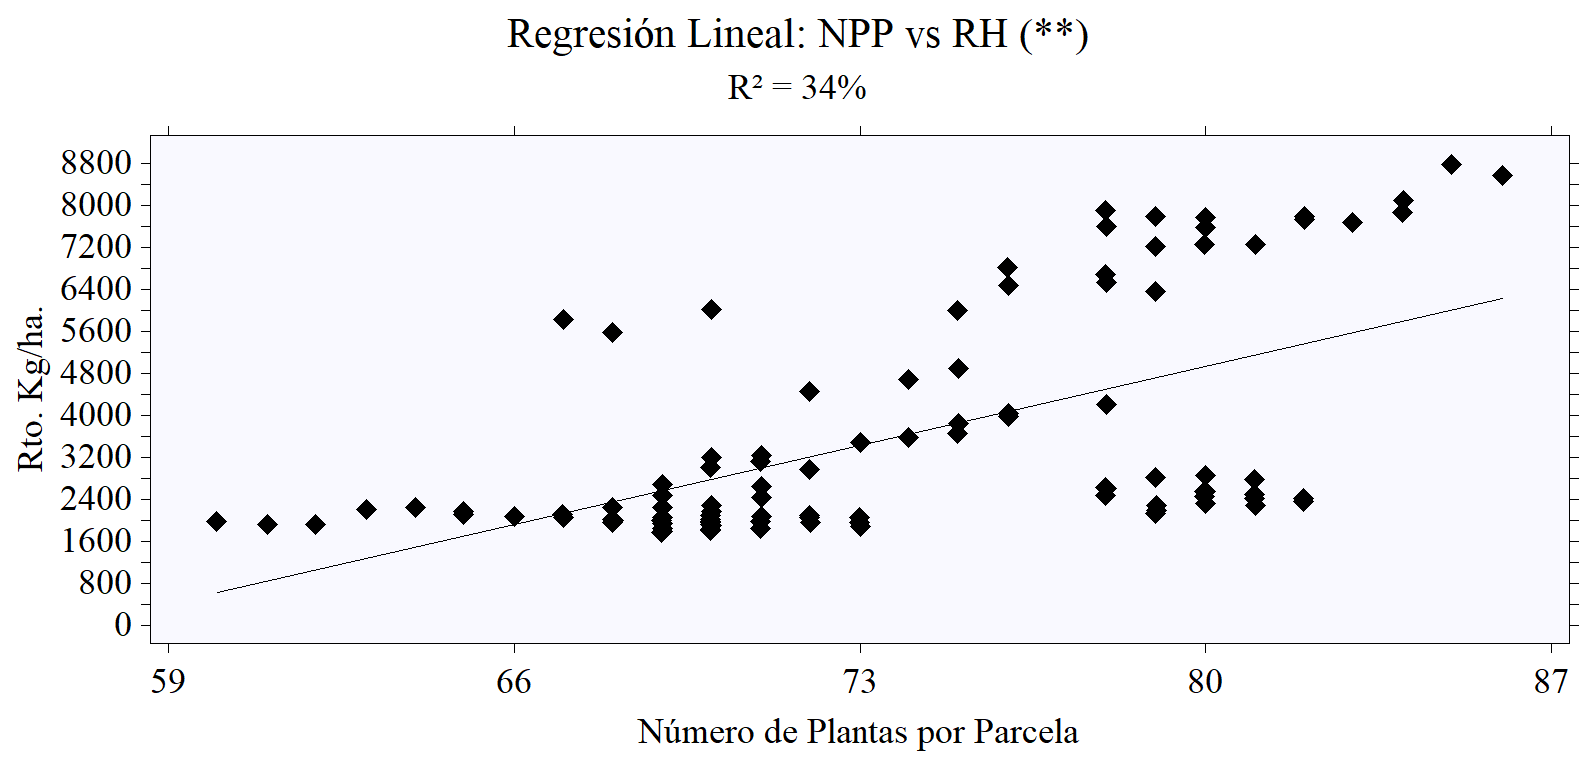 Regresión Lineal: NPP vs RH (**)
R² = 34%
8800
8000
7200
6400
5600
4800
4000
3200
2400
1600
800
0
Rto. Kg/ha.
59 66 73 80 87
Número de Plantas por Parcela